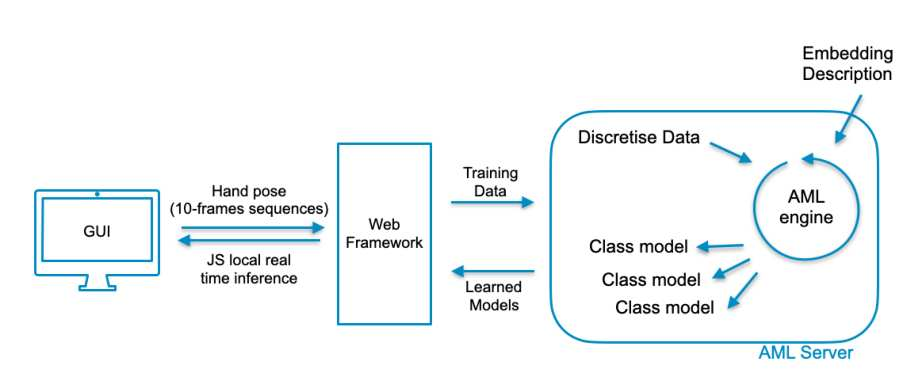 Embedding
Description
Discretise Data
Training
Data
Hand pose
(10-frames sequences)
AML
engine
GUI
Web
Framework
Class model
JS local real
time inference
Class model
Learned
Models
Class model
AML Server